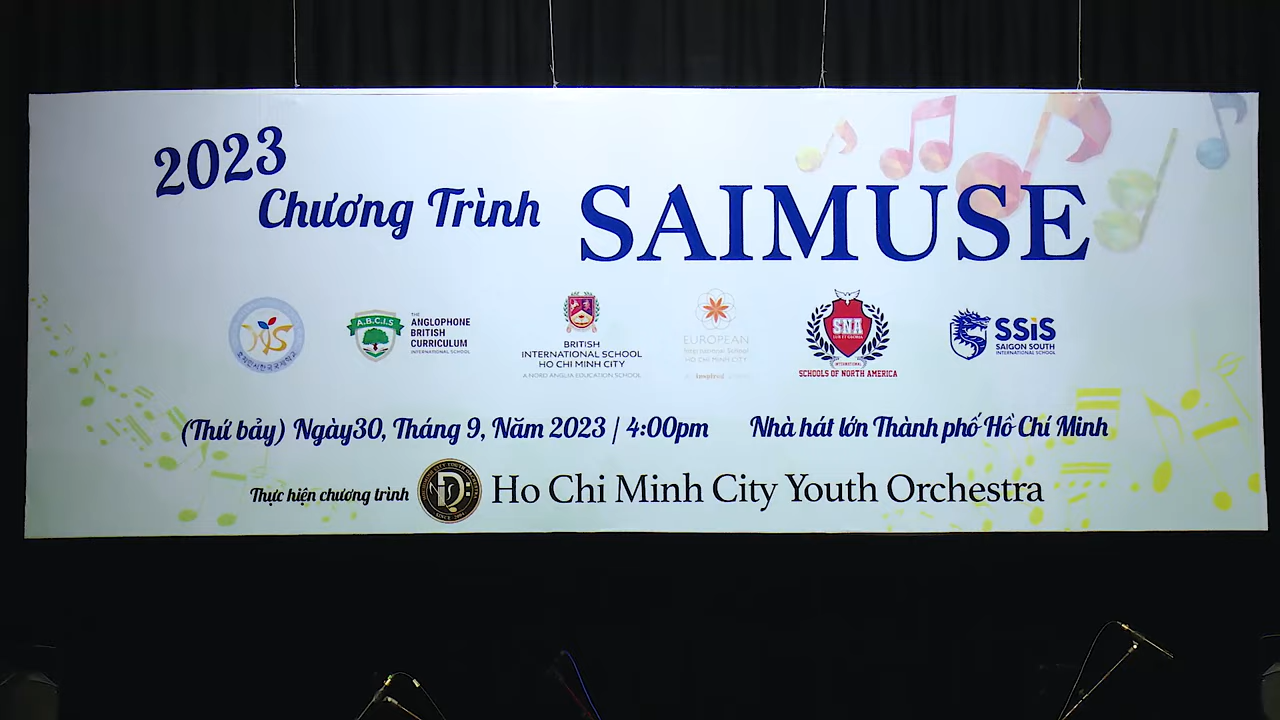 2023
Chương Trình SAIMUSE
A.B.C.I.S
THE
ANGLOPHONE
BRITISH
CURRICULUM
INTERNATIONAL SCHOOL
BRITISH
INTERNATIONAL SCHOOL
HO CHI MINH CITY
A NORD ANGLIA EDUCATION SCHOOL
EUROPEAN
International School
HO CHI MINH CITY
SNA
INTERNATIONAL
SCHOOLS OF NORTH AMERICA
SSiS
SAIGON SOUTH
INTERNATIONAL SCHOOL
(Thứ bảy) Ngày30, Tháng 9, Năm 2023 / 4:00pm Nhà hát lớn Thành phố Hồ Chí Minh
Thực hiện chương trình Ho Chi Minh City Youth Orchestra